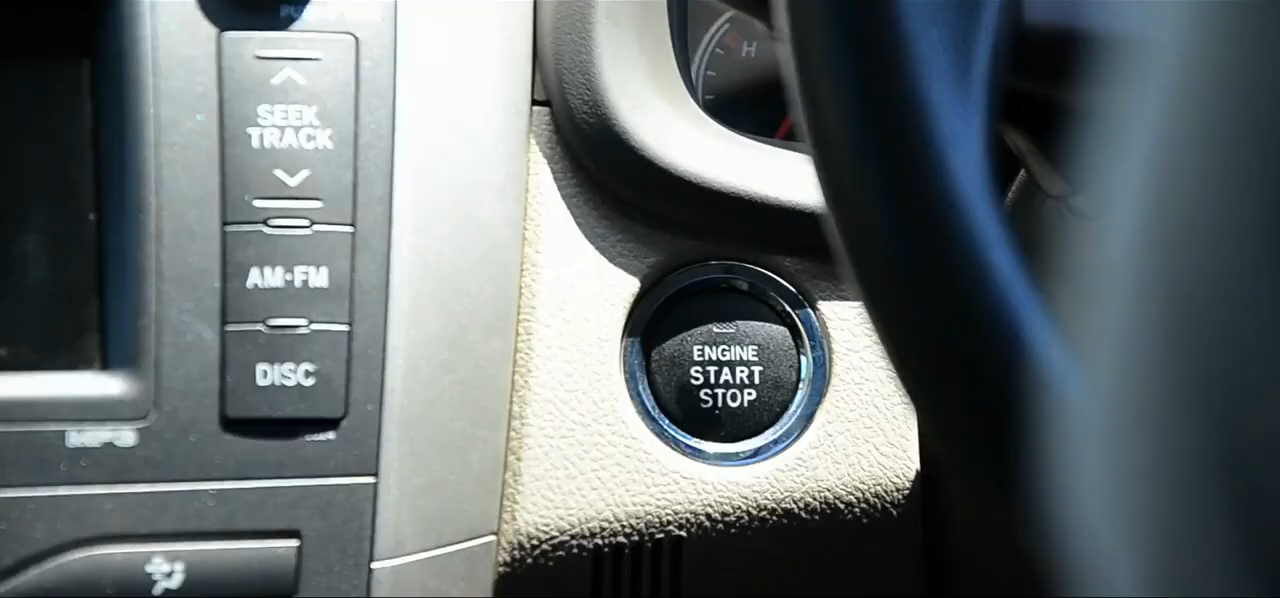 SEEK
TRACK
AM·FM
DISC
H
ENGINE
START
STOP